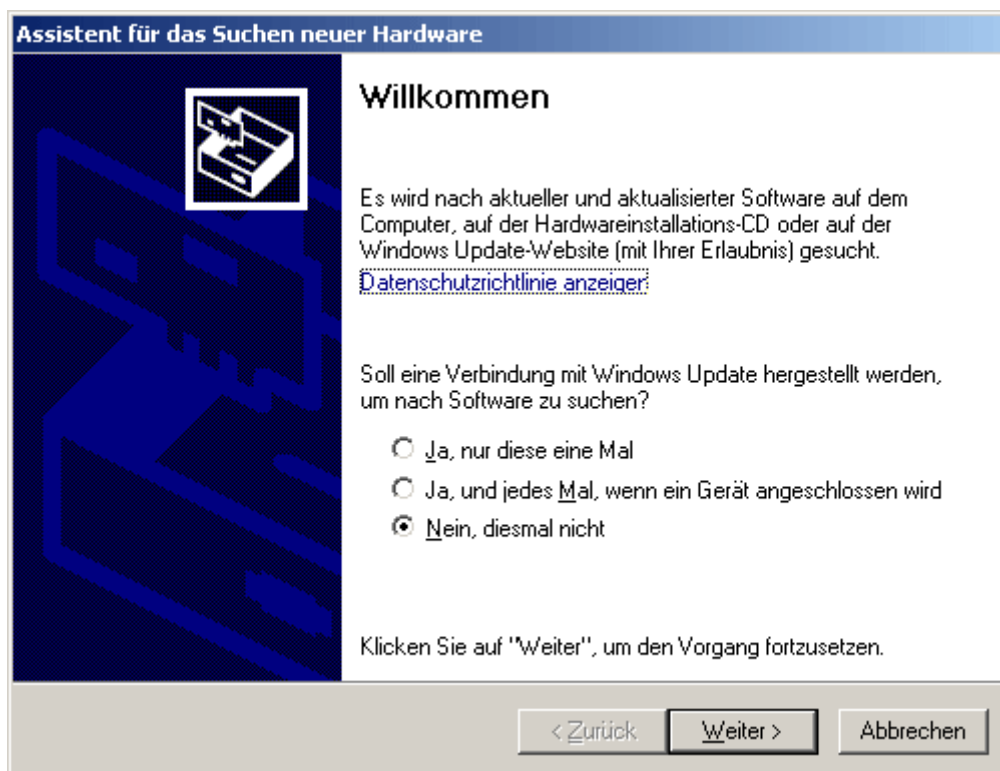 Assistent für das Suchen neuer Hardware
Willkommen
Es wird nach aktueller und aktualisierter Software auf dem
Computer, auf der Hardwareinstallations-CD oder auf der
Windows Update-Website (mit Ihrer Erlaubnis) gesucht.
Datenschutzrichtlinie anzeiger
Soll eine Verbindung mit Windows Update hergestellt werden,
um nach Software zu suchen?
Ja, nur diese eine Mal
Ja, und jedes Mal, wenn ein Gerät angeschlossen wird
Nein, diesmal nicht
Klicken Sie auf "Weiter", um den Vorgang fortzusetzen.
< Zurück Weiter > Abbrechen